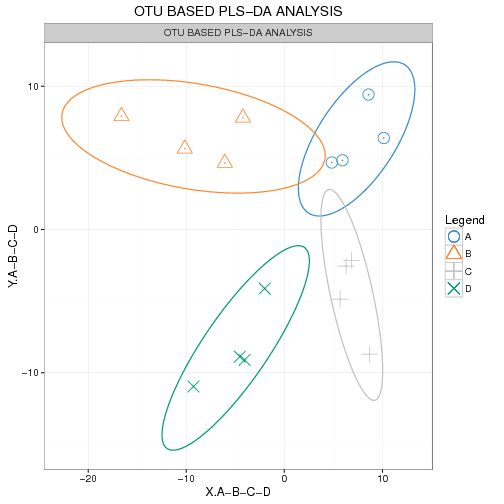 OTU BASED PLS−DA ANALYSIS
OTU BASED PLS−DA ANALYSIS
10
0
−10
Y.A−B−C−D
−20
−10
0
10
X.A−B−C−D
Legend
A
B
C
D